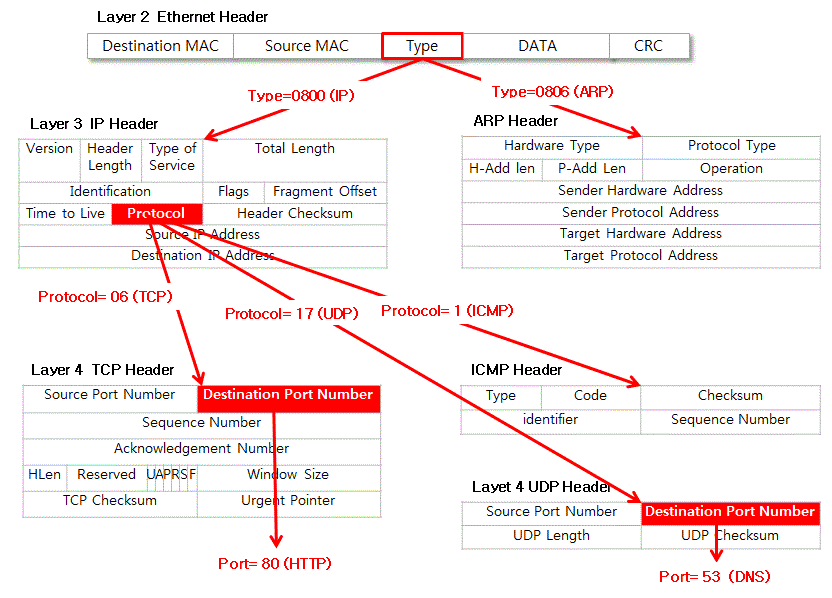 Layer 2 Ethernet Header
Destination MAC Source MAC Type DATA CRC
Type=0800 (IP)
Type=0806 (ARP)
Layer 3 IP Header
Version Header Length Type of Service Total Length
Identification Flags Fragment Offset
Time to Live Protocol Header Checksum
Source IP Address
Destination IP Address
ARP Header
Hardware Type Protocol Type
H-Add len P-Add Len Operation
Sender Hardware Address
Sender Protocol Address
Target Hardware Address
Target Protocol Address
Protocol= 06 (TCP)
Protocol= 17 (UDP)
Protocol= 1 (ICMP)
Layer 4 TCP Header
Source Port Number Destination Port Number
Sequence Number
Acknowledgement Number
HLen Reserved U A P R S F Window Size
TCP Checksum Urgent Pointer
Port= 80 (HTTP)
ICMP Header
Type Code Checksum
identifier Sequence Number
Layet 4 UDP Header
Source Port Number Destination Port Number
UDP Length UDP Checksum
Port= 53 (DNS)